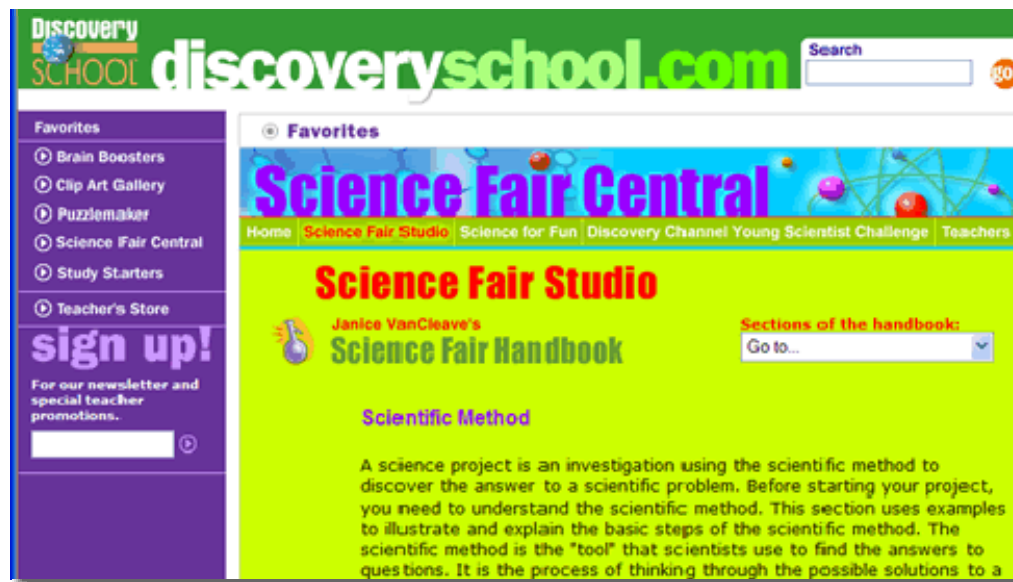 Discovery
SCHOOL
discoveryschool.com
Search
go
Favorites
Brain Boosters
Clip Art Gallery
Puzzlemaker
Science Fair Central
Study Starters
Teacher's Store
sign up!
For our newsletter and
special teacher
promotions.
Favorites
Science Fair Central
Home Science Fair Studio Science for Fun Discovery Channel Young Scientist Challenge Teachers
Science Fair Studio
Janice VanCleave's
Science Fair Handbook
Sections of the handbook:
Go to...
Scientific Method
A science project is an investigation using the scientific method to
discover the answer to a scientific problem. Before starting your project,
you need to understand the scientific method. This section uses examples
to illustrate and explain the basic steps of the scientific method. The
scientific method is the "tool" that scientists use to find the answers to
questions. It is the process of thinking through the possible solutions to a